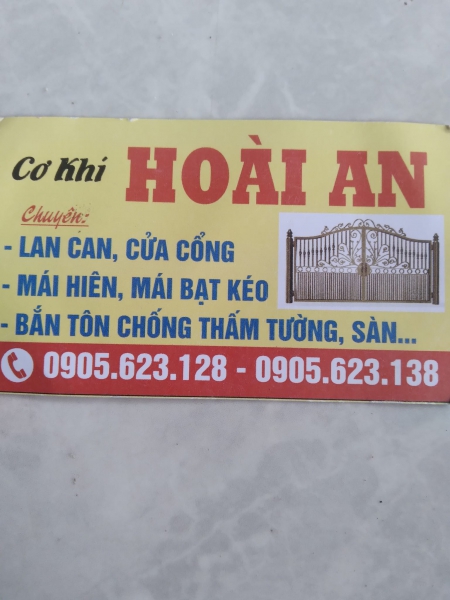 Cơ Khí HOÀI AN
Chuyên:
- LAN CAN, CỬA CỔNG
- MÁI HIÊN, MÁI BẠT KÉO
- BẮN TÔN CHỐNG THẤM TƯỜNG, SÀN...
0905.623.128 - 0905.623.138